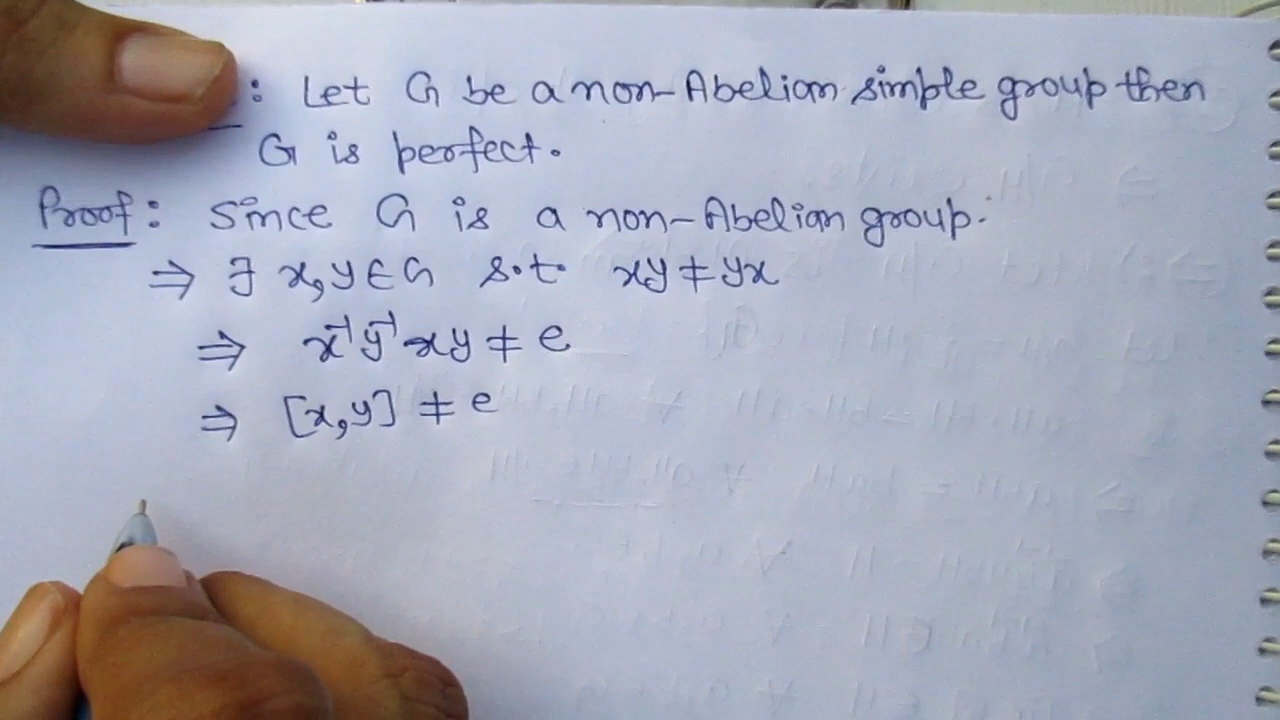 : Let G be a non-Abelian simple group then
G is perfect.
Proof: Since G is a non-Abelian group.
⇒ ∃ x,y∈G s.t. xy≠yx
⇒ x⁻¹y⁻¹xy ≠ e
⇒ [x,y] ≠ e